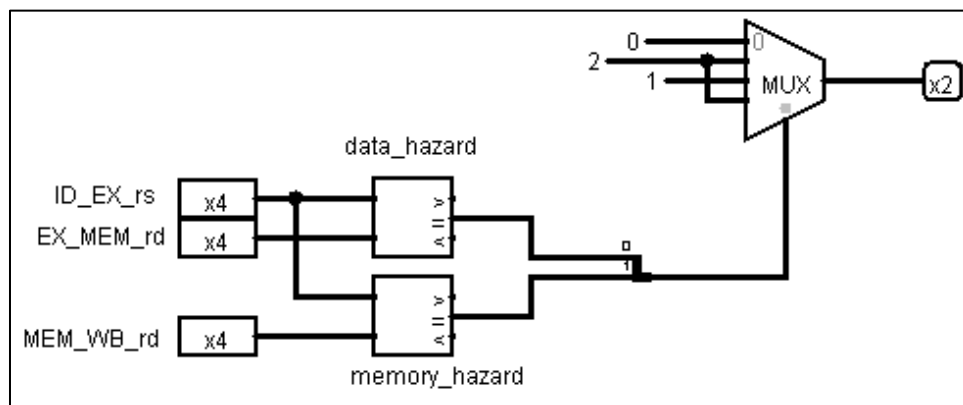 0
2
1
0
MUX
x2
data_hazard
ID_EX_rs
x4
>
=
<
EX_MEM_rd
x4
0
1
>
=
<
MEM_WB_rd
x4
memory_hazard